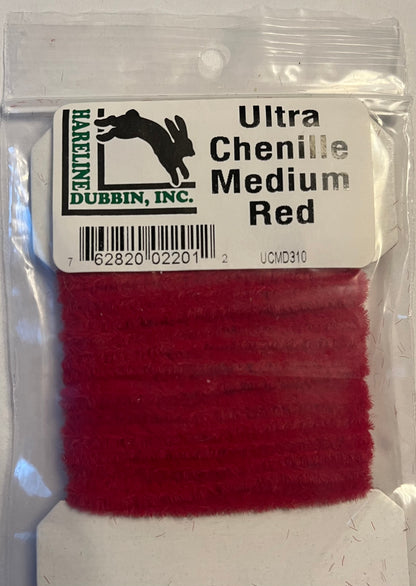 HARELINE
DUBBIN, INC.
Ultra
Chenille
Medium
Red
7 62820 02201 2
UCMD310